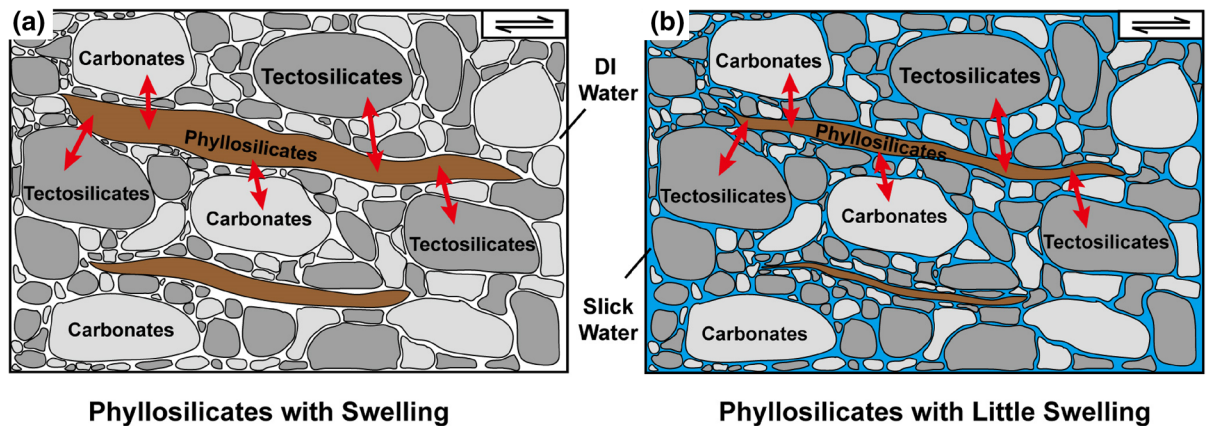 (a)
Carbonates
Tectosilicates
Phyllosilicates
Tectosilicates
Carbonates
Tectosilicates
Carbonates
Phyllosilicates with Swelling
DI
Water
Slick
Water
(b)
Carbonates
Tectosilicates
Phyllosilicates
Tectosilicates
Carbonates
Tectosilicates
Carbonates
Phyllosilicates with Little Swelling